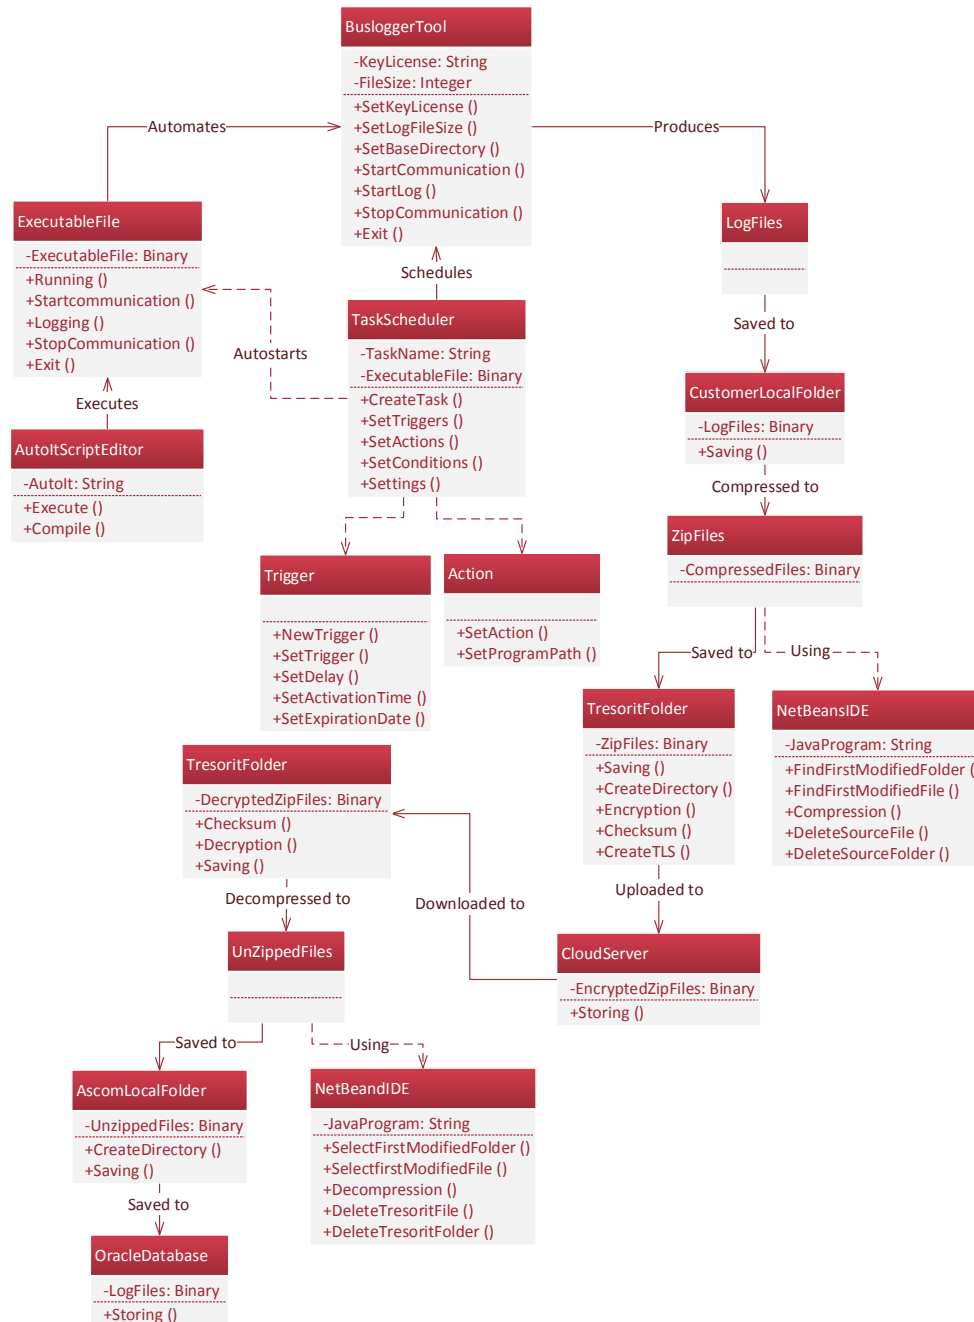 BusloggerTool
-KeyLicense: String
-FileSize: Integer
+SetKeyLicense ()
+SetLogFileSize ()
+SetBaseDirectory ()
+StartCommunication ()
+StartLog ()
+StopCommunication ()
+Exit ()
Automates
Produces
ExecutableFile
-ExecutableFile: Binary
+Running ()
+Startcommunication ()
+Logging ()
+StopCommunication ()
+Exit ()
LogFiles
Schedules
Saved to
TaskScheduler
-TaskName: String
-ExecutableFile: Binary
+CreateTask ()
+SetTriggers ()
+SetActions ()
+SetConditions ()
+Settings ()
Autostarts
Executes
CustomerLocalFolder
-LogFiles: Binary
+Saving ()
AutoItScriptEditor
-AutoIt: String
+Execute ()
+Compile ()
Compressed to
ZipFiles
-CompressedFiles: Binary
Trigger
+NewTrigger ()
+SetTrigger ()
+SetDelay ()
+SetActivationTime ()
+SetExpirationDate ()
Action
+SetAction ()
+SetProgramPath ()
Saved to
Using
TresoritFolder
-ZipFiles: Binary
+Saving ()
+CreateDirectory ()
+Encryption ()
+Checksum ()
+CreateTLS ()
NetBeansIDE
-JavaProgram: String
+FindFirstModifiedFolder (
+FindFirstModifiedFile ()
+Compression ()
+DeleteSourceFile ()
+DeleteSourceFolder ()
TresoritFolder
-DecryptedZipFiles: Binary
+Checksum ()
+Decryption ()
+Saving ()
Decompressed to
Downloaded to
Uploaded to
UnZippedFiles
CloudServer
-EncryptedZipFiles: Binary
+Storing ()
Saved to
Using
AscomLocalFolder
-UnzippedFiles: Binary
+CreateDirectory ()
+Saving ()
NetBeandIDE
-JavaProgram: String
+SelectFirstModifiedFolder ()
+SelectfirstModifiedFile ()
+Decompression ()
+DeleteTresoritFile ()
+DeleteTresoritFolder ()
Saved to
OracleDatabase
-LogFiles: Binary
+Storing ()